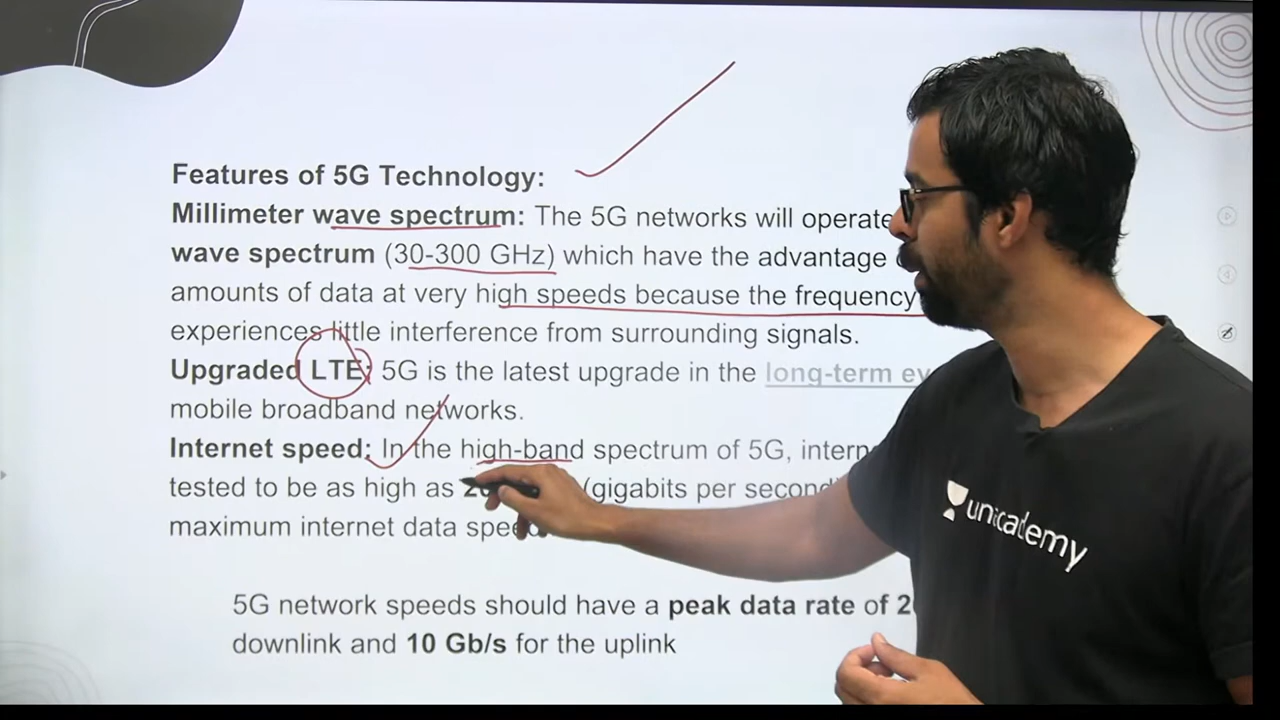 Features of 5G Technology:
Millimeter wave spectrum: The 5G networks will operate
wave spectrum (30-300 GHz) which have the advantage
amounts of data at very high speeds because the frequency
experiences little interference from surrounding signals.
Upgraded LTE: 5G is the latest upgrade in the long-term
mobile broadband networks.
Internet speed: In the high-band spectrum of 5G,
tested to be as high as (gigabits per second)
maximum internet data
5G network speeds should have a peak data rate of
downlink and 10 Gb/s for the uplink
unacademy